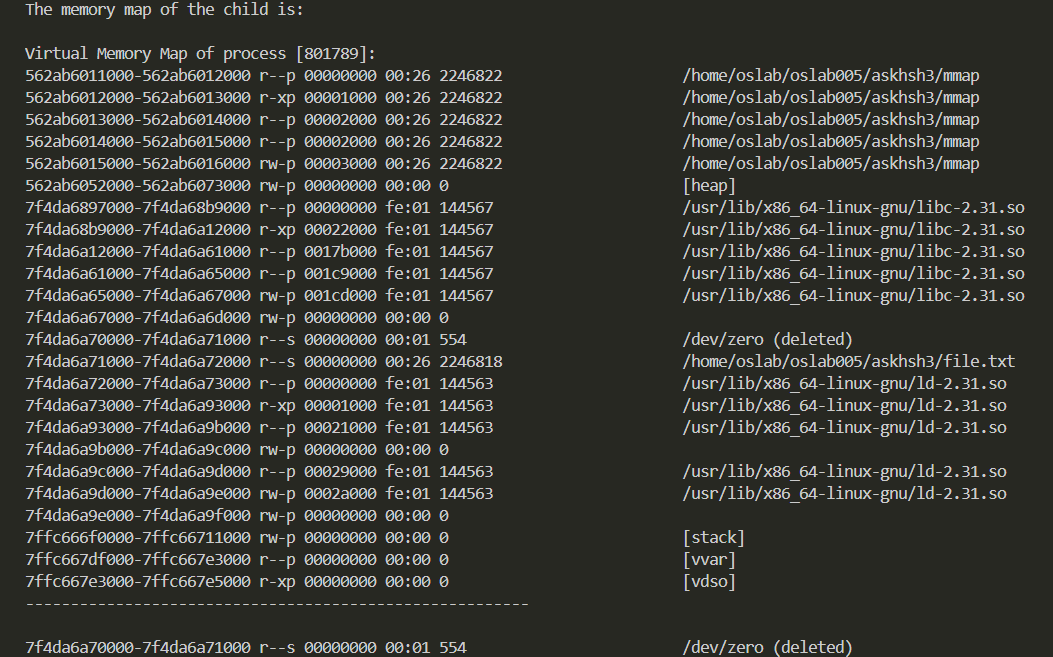 The memory map of the child is:
Virtual Memory Map of process [801789]:
562ab6011000-562ab6012000 r--p 00000000 00:26 2246822 /home/oslab/oslab005/askhsh3/mmap
562ab6012000-562ab6013000 r-xp 00001000 00:26 2246822 /home/oslab/oslab005/askhsh3/mmap
562ab6013000-562ab6014000 r--p 00002000 00:26 2246822 /home/oslab/oslab005/askhsh3/mmap
562ab6014000-562ab6015000 r--p 00002000 00:26 2246822 /home/oslab/oslab005/askhsh3/mmap
562ab6015000-562ab6016000 rw-p 00003000 00:26 2246822 /home/oslab/oslab005/askhsh3/mmap
562ab6052000-562ab6073000 rw-p 00000000 00:00 0 [heap]
7f4da6897000-7f4da68b9000 r--p 00000000 fe:01 144567 /usr/lib/x86_64-linux-gnu/libc-2.31.so
7f4da68b9000-7f4da6a12000 r-xp 00022000 fe:01 144567 /usr/lib/x86_64-linux-gnu/libc-2.31.so
7f4da6a12000-7f4da6a61000 r--p 0017b000 fe:01 144567 /usr/lib/x86_64-linux-gnu/libc-2.31.so
7f4da6a61000-7f4da6a65000 r--p 001c9000 fe:01 144567 /usr/lib/x86_64-linux-gnu/libc-2.31.so
7f4da6a65000-7f4da6a67000 rw-p 001cd000 fe:01 144567 /usr/lib/x86_64-linux-gnu/libc-2.31.so
7f4da6a67000-7f4da6a6d000 rw-p 00000000 00:00 0
7f4da6a70000-7f4da6a71000 r--s 00000000 00:01 554 /dev/zero (deleted)
7f4da6a71000-7f4da6a72000 r--s 00000000 00:26 2246818 /home/oslab/oslab005/askhsh3/file.txt
7f4da6a72000-7f4da6a73000 r--p 00000000 fe:01 144563 /usr/lib/x86_64-linux-gnu/ld-2.31.so
7f4da6a73000-7f4da6a93000 r-xp 00001000 fe:01 144563 /usr/lib/x86_64-linux-gnu/ld-2.31.so
7f4da6a93000-7f4da6a9b000 r--p 00021000 fe:01 144563 /usr/lib/x86_64-linux-gnu/ld-2.31.so
7f4da6a9b000-7f4da6a9c000 rw-p 00000000 00:00 0
7f4da6a9c000-7f4da6a9d000 r--p 00029000 fe:01 144563 /usr/lib/x86_64-linux-gnu/ld-2.31.so
7f4da6a9d000-7f4da6a9e000 rw-p 0002a000 fe:01 144563 /usr/lib/x86_64-linux-gnu/ld-2.31.so
7f4da6a9e000-7f4da6a9f000 rw-p 00000000 00:00 0
7ffc666f0000-7ffc66711000 rw-p 00000000 00:00 0 [stack]
7ffc667df000-7ffc667e3000 r--p 00000000 00:00 0 [vvar]
7ffc667e3000-7ffc667e5000 r-xp 00000000 00:00 0 [vdso]
--------------------------------------------------------
7f4da6a70000-7f4da6a71000 r--s 00000000 00:01 554 /dev/zero (deleted)